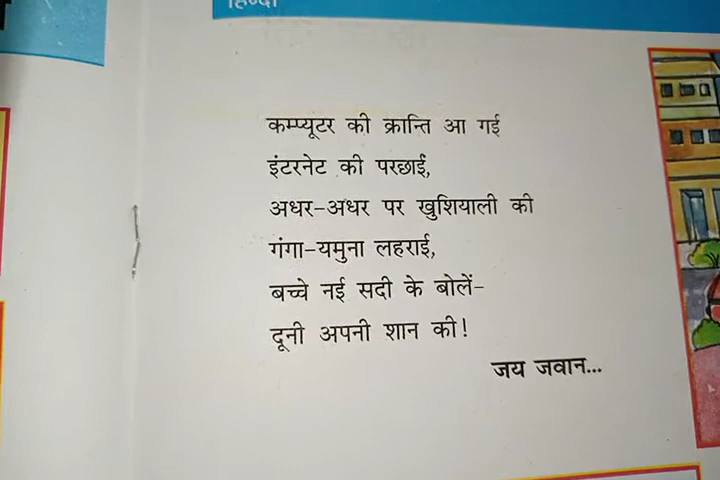 हिन्दी
कम्प्यूटर की क्रान्ति आ गई
इंटरनेट की परछाईं,
अधर-अधर पर खुशियाली की
गंगा-यमुना लहराई,
बच्चे नई सदी के बोलें-
दूनी अपनी शान की!
जय जवान...